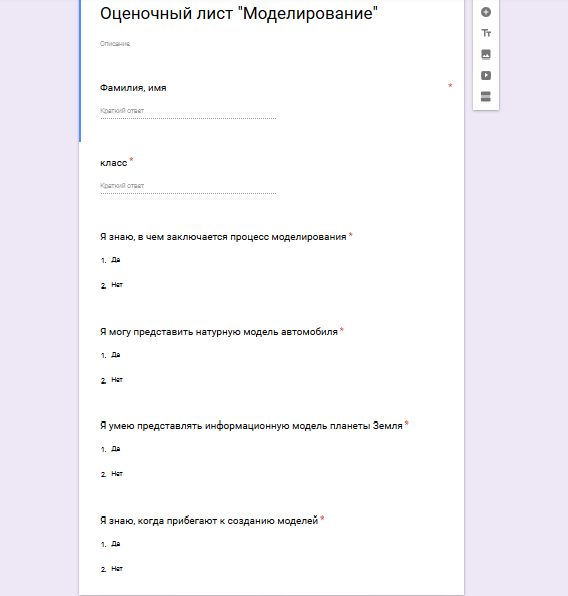 Оценочный лист "Моделирование"
Описание
Фамилия, имя *
Краткий ответ
класс *
Краткий ответ
Я знаю, в чем заключается процесс моделирования *
1. Да
2. Нет
Я могу представить натурную модель автомобиля *
1. Да
2. Нет
Я умею представлять информационную модель планеты Земля *
1. Да
2. Нет
Я знаю, когда прибегают к созданию моделей *
1. Да
2. Нет